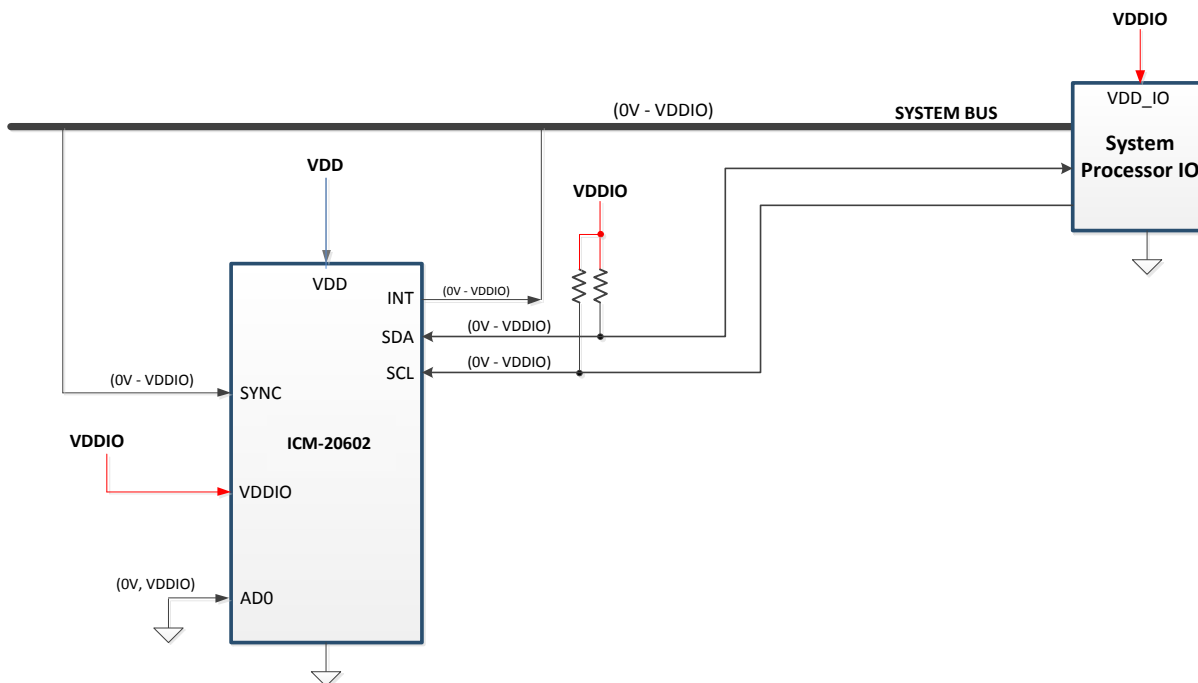 VDDIO
VDD_IO
System
Processor IO
(0V - VDDIO)
SYSTEM BUS
VDD
VDDIO
VDD
INT
(0V - VDDIO)
SDA
(0V - VDDIO)
SCL
(0V - VDDIO)
(0V - VDDIO)
SYNC
VDDIO
ICM-20602
VDDIO
(0V, VDDIO)
AD0